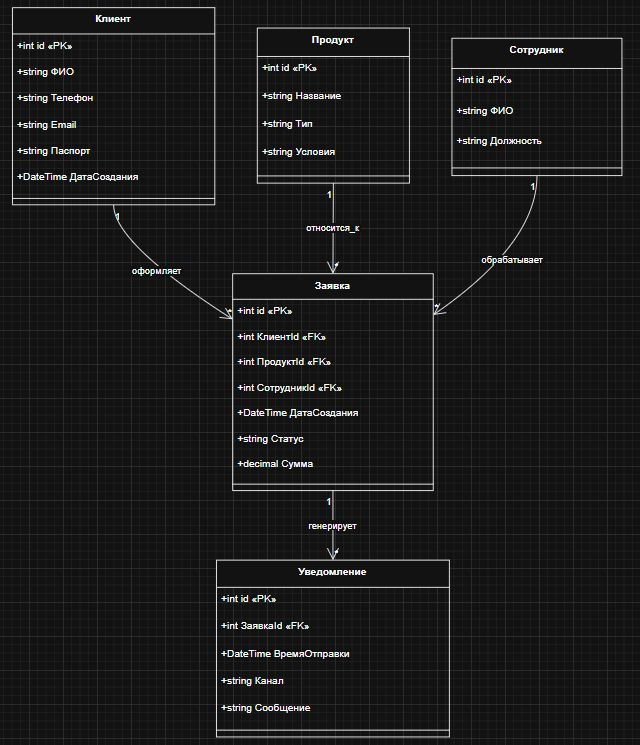 Клиент
+int id «PK»
+string ФИО
+string Телефон
+string Email
+string Паспорт
+DateTime ДатаСоздания
Продукт
+int id «PK»
+string Название
+string Тип
+string Условия
Сотрудник
+int id «PK»
+string ФИО
+string Должность
1
1
1
относится_к
оформляет
обрабатывает
*
*
*
Заявка
+int id «PK»
+int КлиентId «FK»
+int ПродуктId «FK»
+int СотрудникId «FK»
+DateTime ДатаСоздания
+string Статус
+decimal Сумма
1
генерирует
*
Уведомление
+int id «PK»
+int ЗаявкаId «FK»
+DateTime ВремяОтправки
+string Канал
+string Сообщение